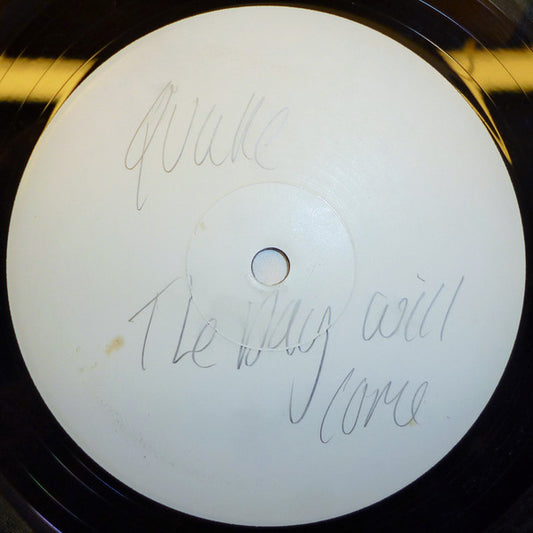 Quake
The Day will
come